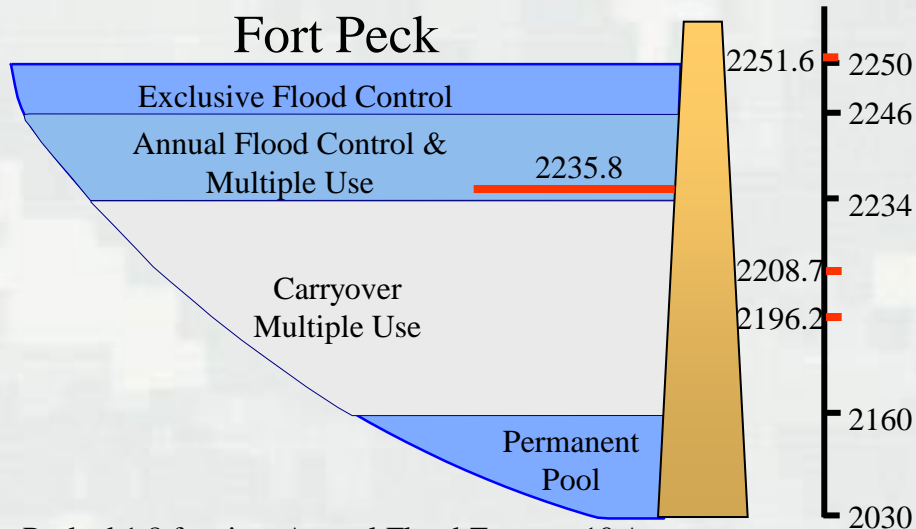 Fort Peck
2251.6
2250
Exclusive Flood Control
2246
Annual Flood Control &
Multiple Use
2235.8
2234
2208.7
Carryover
Multiple Use
2196.2
2160
Permanent
Pool
2030